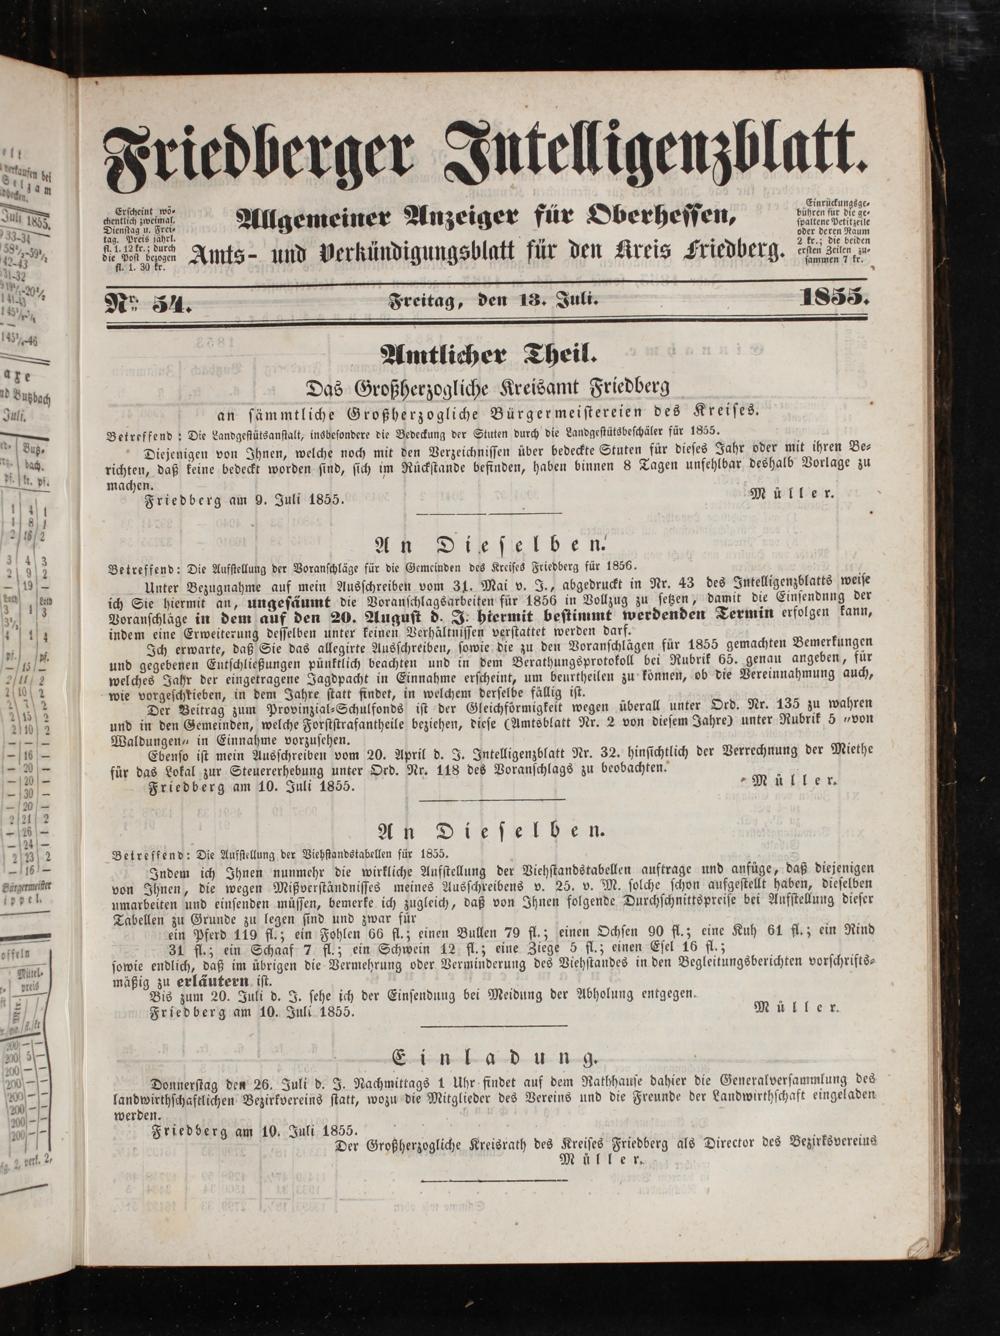 Friedberger Intelligenzblatt.
Erscheint wö-
chentlich zweimal,
Dienstag u. Frei-
tag. Preis jährl.
fl. 1. 12 kr.; durch
die Post bezogen
fl. 1. 30 kr.
Allgemeiner Anzeiger für Oberhessen,
Amts- und Verkündigungsblatt für den Kreis Friedberg.
Einrückungsge-
bühren für die ge-
spaltene Petitzeile
oder deren Raum
2 kr.; die beiden
ersten Zeilen zu-
sammen 7 kr.
Nr. 54.
Freitag, den 13. Juli.
1855.
Amtlicher Theil.
Das Großherzogliche Kreisamt Friedberg
an sämmtliche Großherzogliche Bürgermeistereien des Kreises.
Betreffend: Die Landgestütsanstalt, insbesondere die Bedeckung der Stuten durch die Landgestütsbeschäler für 1855.
Diejenigen von Ihnen, welche noch mit den Verzeichnissen über bedeckte Stuten für dieses Jahr oder mit ihren Be-
richten, daß keine bedeckt worden sind, sich im Rückstande befinden, haben binnen 8 Tagen unfehlbar deshalb Vorlage zu
machen.
Friedberg am 9. Juli 1855.
Müller.
An Dieselben.
Betreffend: Die Aufstellung der Voranschläge für die Gemeinden des Kreises Friedberg für 1856.
Unter Bezugnahme auf mein Ausschreiben vom 31. Mai v. J., abgedruckt in Nr. 43 des Intelligenzblatts weise
ich Sie hiermit an, ungesäumt die Voranschlagsarbeiten für 1856 in Vollzug zu setzen, damit die Einsendung der
Voranschläge in dem auf den 20. August d. J. hiermit bestimmt werdenden Termin erfolgen kann,
indem eine Erweiterung desselben unter keinen Verhältnissen verstattet werden darf.
Ich erwarte, daß Sie das allegirte Ausschreiben, sowie die zu den Voranschlägen für 1855 gemachten Bemerkungen
und gegebenen Entschließungen pünktlich beachten und in dem Berathungsprotokoll bei Rubrik 65. genau angeben, für
welches Jahr der eingetragene Jagdpacht in Einnahme erscheint, um beurtheilen zu können, ob die Vereinnahmung auch,
wie vorgeschrieben, in dem Jahre statt findet, in welchem derselbe fällig ist.
Der Beitrag zum Provinzial-Schulfonds ist der Gleichförmigkeit wegen überall unter Ord. Nr. 135 zu wahren
und in den Gemeinden, welche Forststrafantheile beziehen, diese (Amtsblatt Nr. 2 von diesem Jahre) unter Rubrik 5 „von
Waldungen„ in Einnahme vorzusehen.
Ebenso ist mein Ausschreiben vom 20. April d. J. Intelligenzblatt Nr. 32. hinsichtlich der Verrechnung der Miethe
für das Lokal zur Steuererhebung unter Ord. Nr. 118 des Voranschlags zu beobachten.
Friedberg am 10. Juli 1855.
Müller.
An Dieselben.
Betreffend: Die Aufstellung der Viehstandstabellen für 1855.
Indem ich Ihnen nunmehr die wirkliche Aufstellung der Viehstandstabellen auftrage und anfüge, daß diejenigen
von Ihnen, die wegen Mißverständnisses meines Ausschreibens v. 25. v. M. solche schon aufgestellt haben, dieselben
umarbeiten und einsenden müssen, bemerke ich zugleich, daß von Ihnen folgende Durchschnittspreise bei Aufstellung dieser
Tabellen zu Grunde zu legen sind und zwar für
ein Pferd 119 fl.; ein Fohlen 66 fl.; einen Bullen 79 fl.; einen Ochsen 90 fl.; eine Kuh 61 fl.; ein Rind
31 fl.; ein Schaaf 7 fl.; ein Schwein 12 fl.; eine Ziege 5 fl.; einen Esel 16 fl.;
sowie endlich, daß im übrigen die Vermehrung oder Verminderung des Viehstandes in den Begleitungsberichten vorschrifts-
mäßig zu erläutern ist.
Bis zum 20. Juli d. J. sehe ich der Einsendung bei Meidung der Abholung entgegen.
Friedberg am 10. Juli 1855.
Müller.
Einladung.
Donnerstag den 26. Juli d. J. Nachmittags 1 Uhr findet auf dem Rathhause dahier die Generalversammlung des
landwirthschaftlichen Bezirkvereins statt, wozu die Mitglieder des Vereins und die Freunde der Landwirthschaft eingeladen
werden.
Friedberg am 10. Juli 1855.
Der Großherzogliche Kreisrath des Kreises Friedberg als Director des Bezirksvereins
Müller.